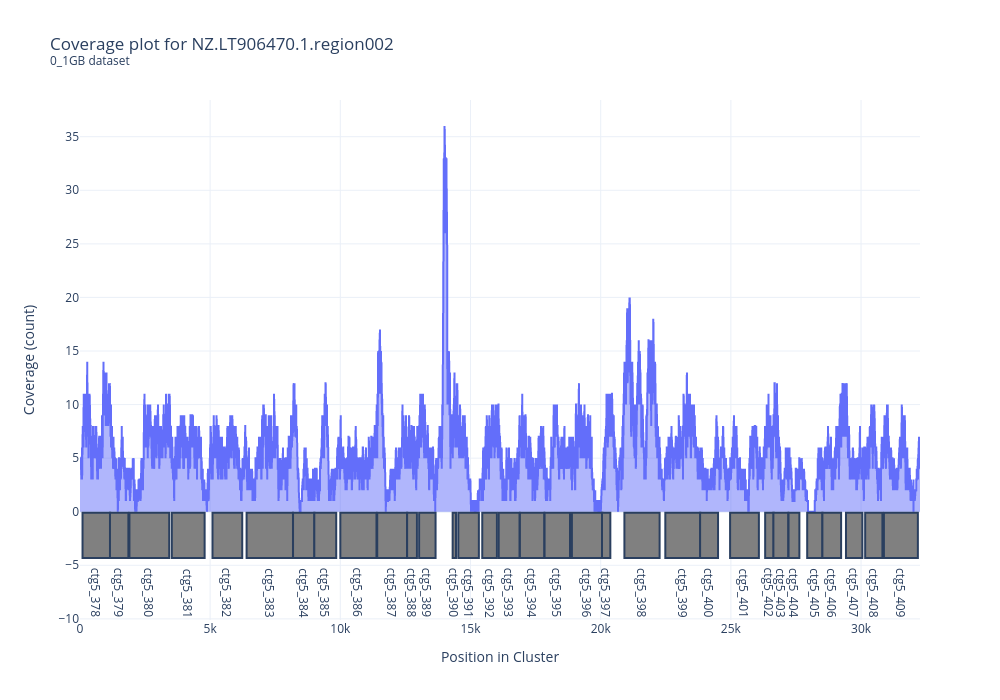 Coverage plot for NZ.LT906470.1.region002
0_1GB dataset
35
30
25
20
15
10
5
0
−5
−10
Coverage (count)
ctg5_378
ctg5_379
ctg5_380
ctg5_381
ctg5_382
ctg5_383
ctg5_384
ctg5_385
ctg5_386
ctg5_387
ctg5_388
ctg5_389
ctg5_390
ctg5_391
ctg5_392
ctg5_393
ctg5_394
ctg5_395
ctg5_396
ctg5_397
ctg5_398
ctg5_399
ctg5_400
ctg5_401
ctg5_402
ctg5_403
ctg5_404
ctg5_405
ctg5_406
ctg5_407
ctg5_408
ctg5_409
0
5k
10k
15k
20k
25k
30k
Position in Cluster